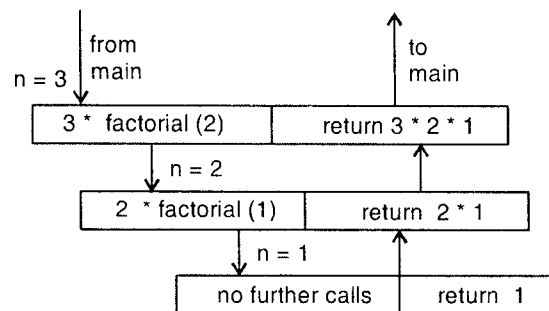 from
main
to
main
n = 3
3 * factorial (2)
return 3 * 2 * 1
n = 2
2 * factorial (1)
return 2 * 1
n = 1
no further calls
return 1